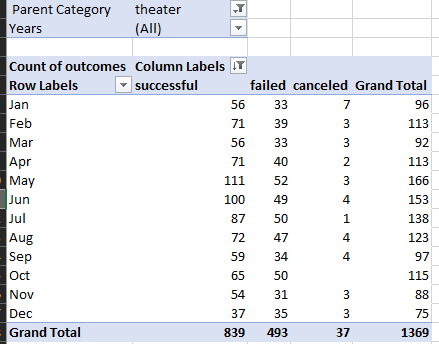 Parent Category theater
Years (All)
Count of outcomes Column Labels
Row Labels successful failed canceled Grand Total
Jan 56 33 7 96
Feb 71 39 3 113
Mar 56 33 3 92
Apr 71 40 2 113
May 111 52 3 166
Jun 100 49 4 153
Jul 87 50 1 138
Aug 72 47 4 123
Sep 59 34 4 97
Oct 65 50 115
Nov 54 31 3 88
Dec 37 35 3 75
Grand Total 839 493 37 1369